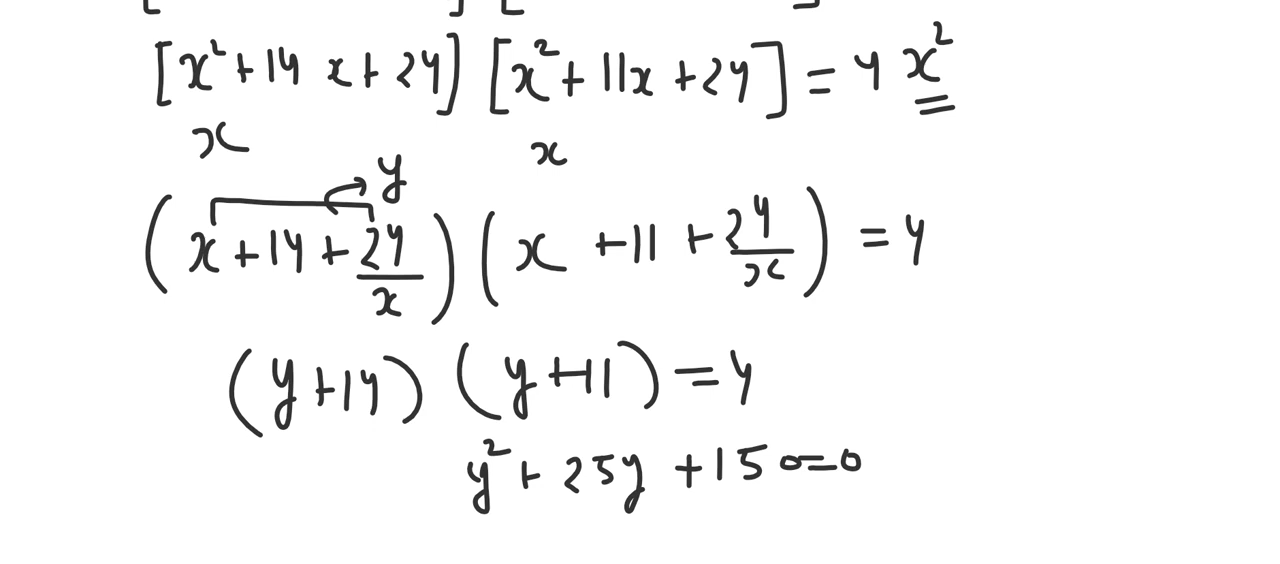 [x² + 14 x + 24] [x² + 11x + 24] = 4 x²
x x
y
(x + 14 + 24/x) (x + 11 + 24/x) = 4
(y + 14) (y + 11) = 4
y² + 25y + 150 = 0